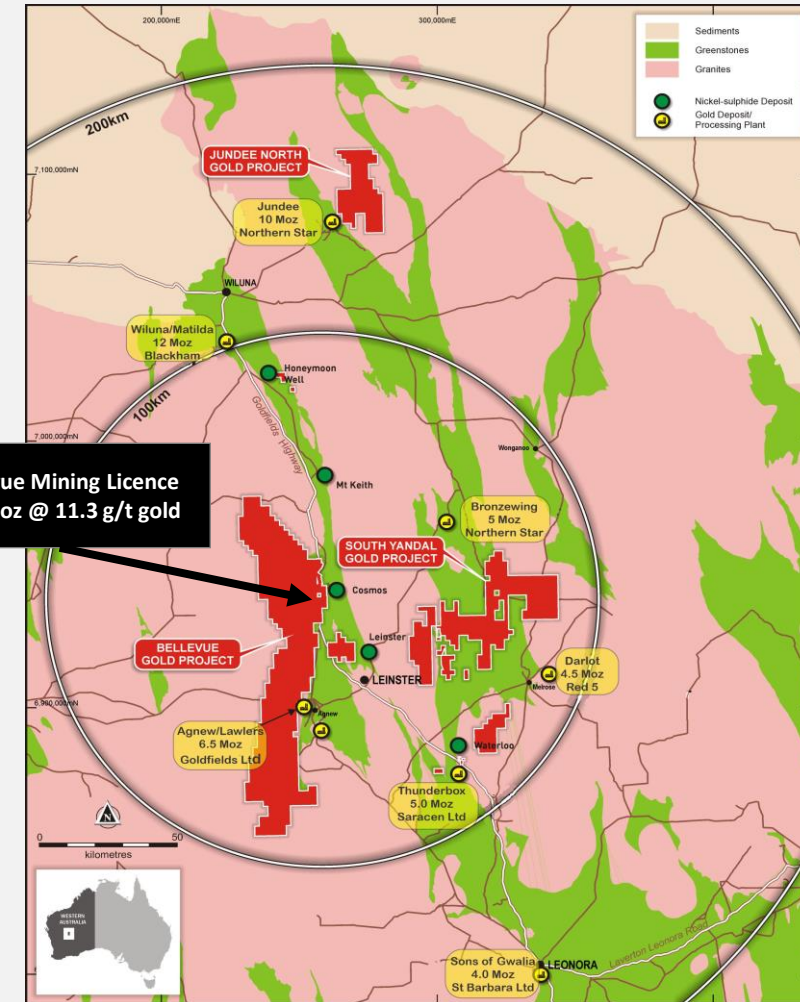 200,000mE
300,000mE
Sediments
Greenstones
Granites
Nickel-sulphide Deposit
Gold Deposit/
Processing Plant
200km
7,100,000mN
JUNDEE NORTH
GOLD PROJECT
Jundee
10 Moz
Northern Star
WILUNA
Wiluna/Matilda
12 Moz
Blackham
Honeymoon
Well
100km
Goldfields Highway
7,000,000mN
Wonganoo
Mt Keith
ue Mining Licence
oz @ 11.3 g/t gold
Bronzewing
5 Moz
Northern Star
SOUTH YANDAL
GOLD PROJECT
Cosmos
BELLEVUE
GOLD PROJECT
Leinster
LEINSTER
Darlot
4.5 Moz
Red 5
Melrose
6,900,000mN
Agnew
Agnew/Lawlers
6.5 Moz
Goldfields Ltd
Waterloo
Thunderbox
5.0 Moz
Saracen Ltd
N
0
50
kilometres
WESTERN
AUSTRALIA
Laverton Leonora Road
Sons of Gwalia
4.0 Moz
St Barbara Ltd
LEONORA